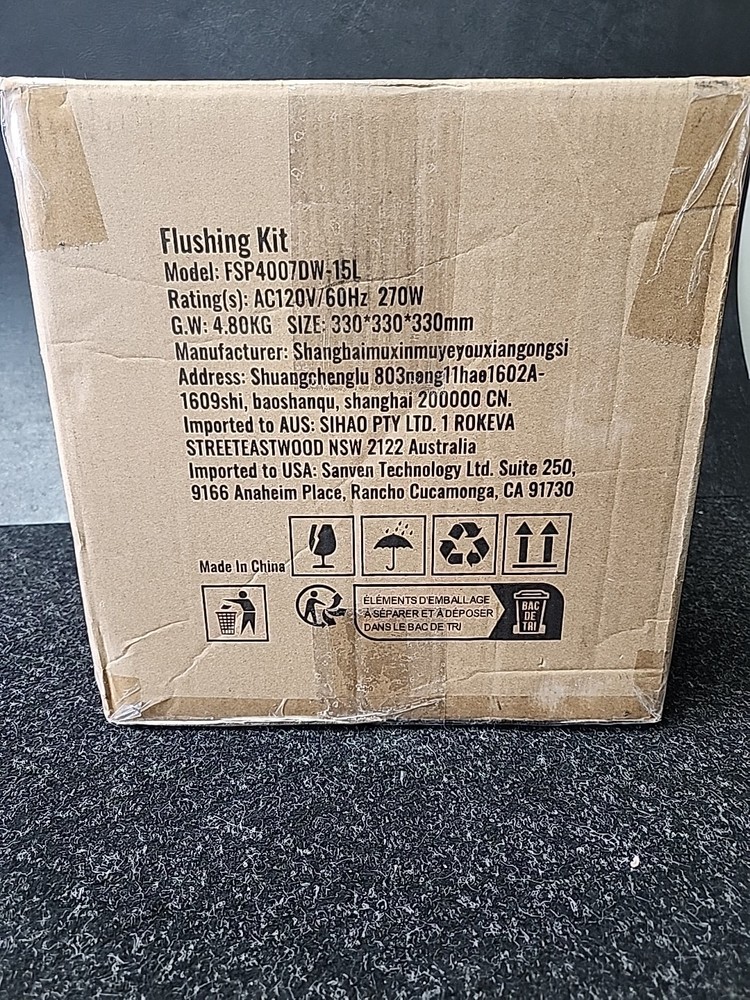 Flushing Kit
Model: FSP4007DW-15L
Rating(s): AC120V/60Hz 270W
G.W: 4.80KG SIZE: 330*330*330mm
Manufacturer: Shanghaimuxinmuyeyouxiangongsi
Address: Shuangchenglu 803nong11hao1602A-
1609shi, baoshanqu, shanghai 200000 CN.
Imported to AUS: SIHAO PTY LTD. 1 ROKEVA
STREETEASTWOOD NSW 2122 Australia
Imported to USA: Sanven Technology Ltd. Suite 250,
9166 Anaheim Place, Rancho Cucamonga, CA 91730
Made In China
ÉLÉMENTS D'EMBALLAGE
À SÉPARER ET À DÉPOSER
DANS LE BAC DE TRI
BAC
DE
TRI